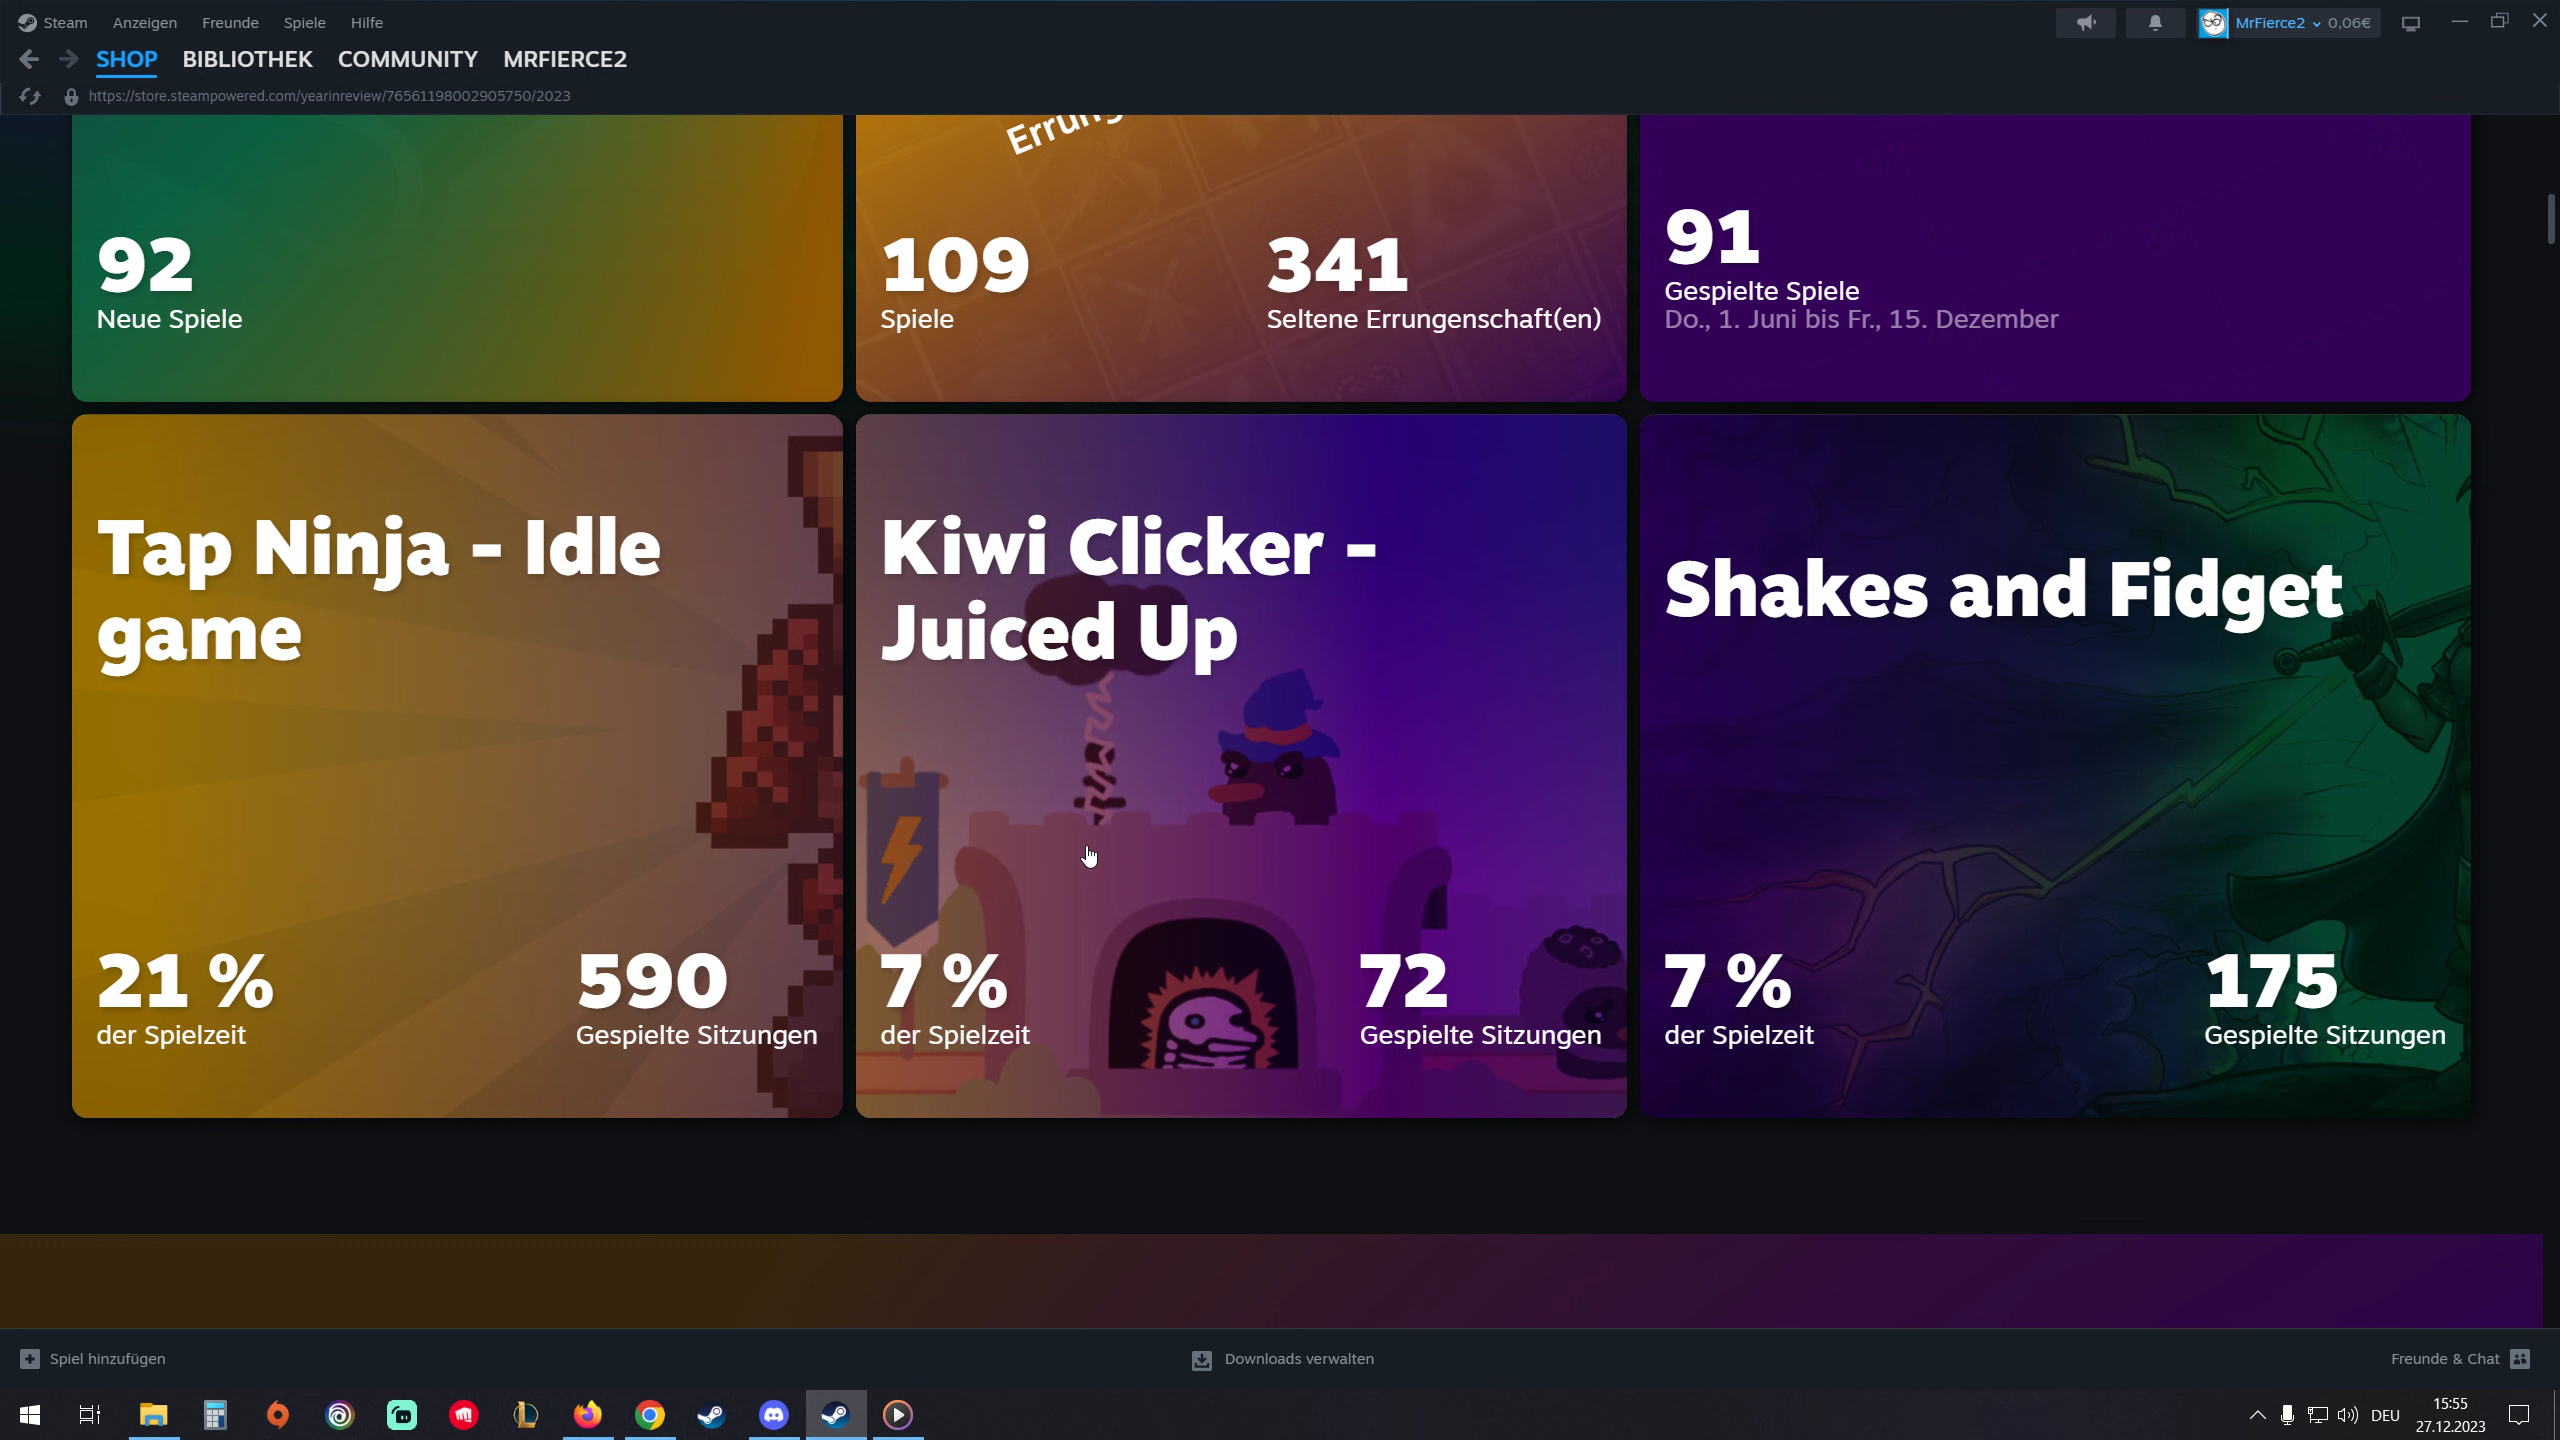 Steam Anzeigen Freunde Spiele Hilfe MrFierce2 0,06€
SHOP BIBLIOTHEK COMMUNITY MRFIERCE2
https://store.steampowered.com/yearinreview/76561198002905750/2023
92
Neue Spiele
109
Spiele
341
Seltene Errungenschaft(en)
91
Gespielte Spiele
Do., 1. Juni bis Fr., 15. Dezember
Tap Ninja - Idle
game
21 %
der Spielzeit
590
Gespielte Sitzungen
Kiwi Clicker -
Juiced Up
7 %
der Spielzeit
72
Gespielte Sitzungen
Shakes and Fidget
7 %
der Spielzeit
175
Gespielte Sitzungen
Spiel hinzufügen Downloads verwalten Freunde & Chat
DEU
15:55
27.12.2023